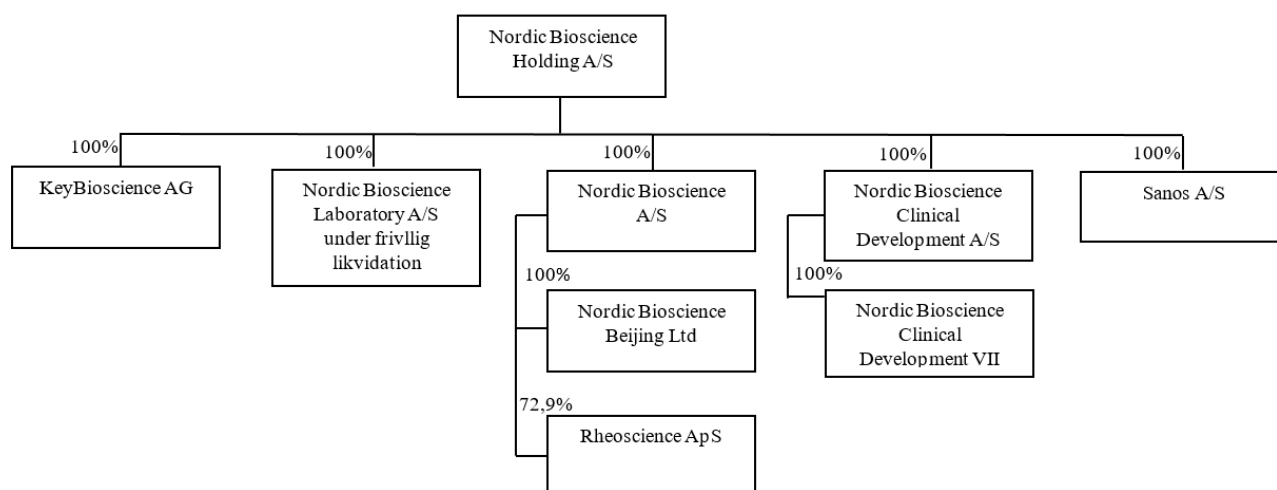 Nordic Bioscience
Holding A/S
100%
100%
100%
100%
100%
KeyBioscience AG
Nordic Bioscience
Laboratory A/S
under frivllig
likvidation
Nordic Bioscience
A/S
Nordic Bioscience
Clinical
Development A/S
Sanos A/S
100%
100%
Nordic Bioscience
Beijing Ltd
Nordic Bioscience
Clinical
Development VII
72,9%
Rheoscience ApS